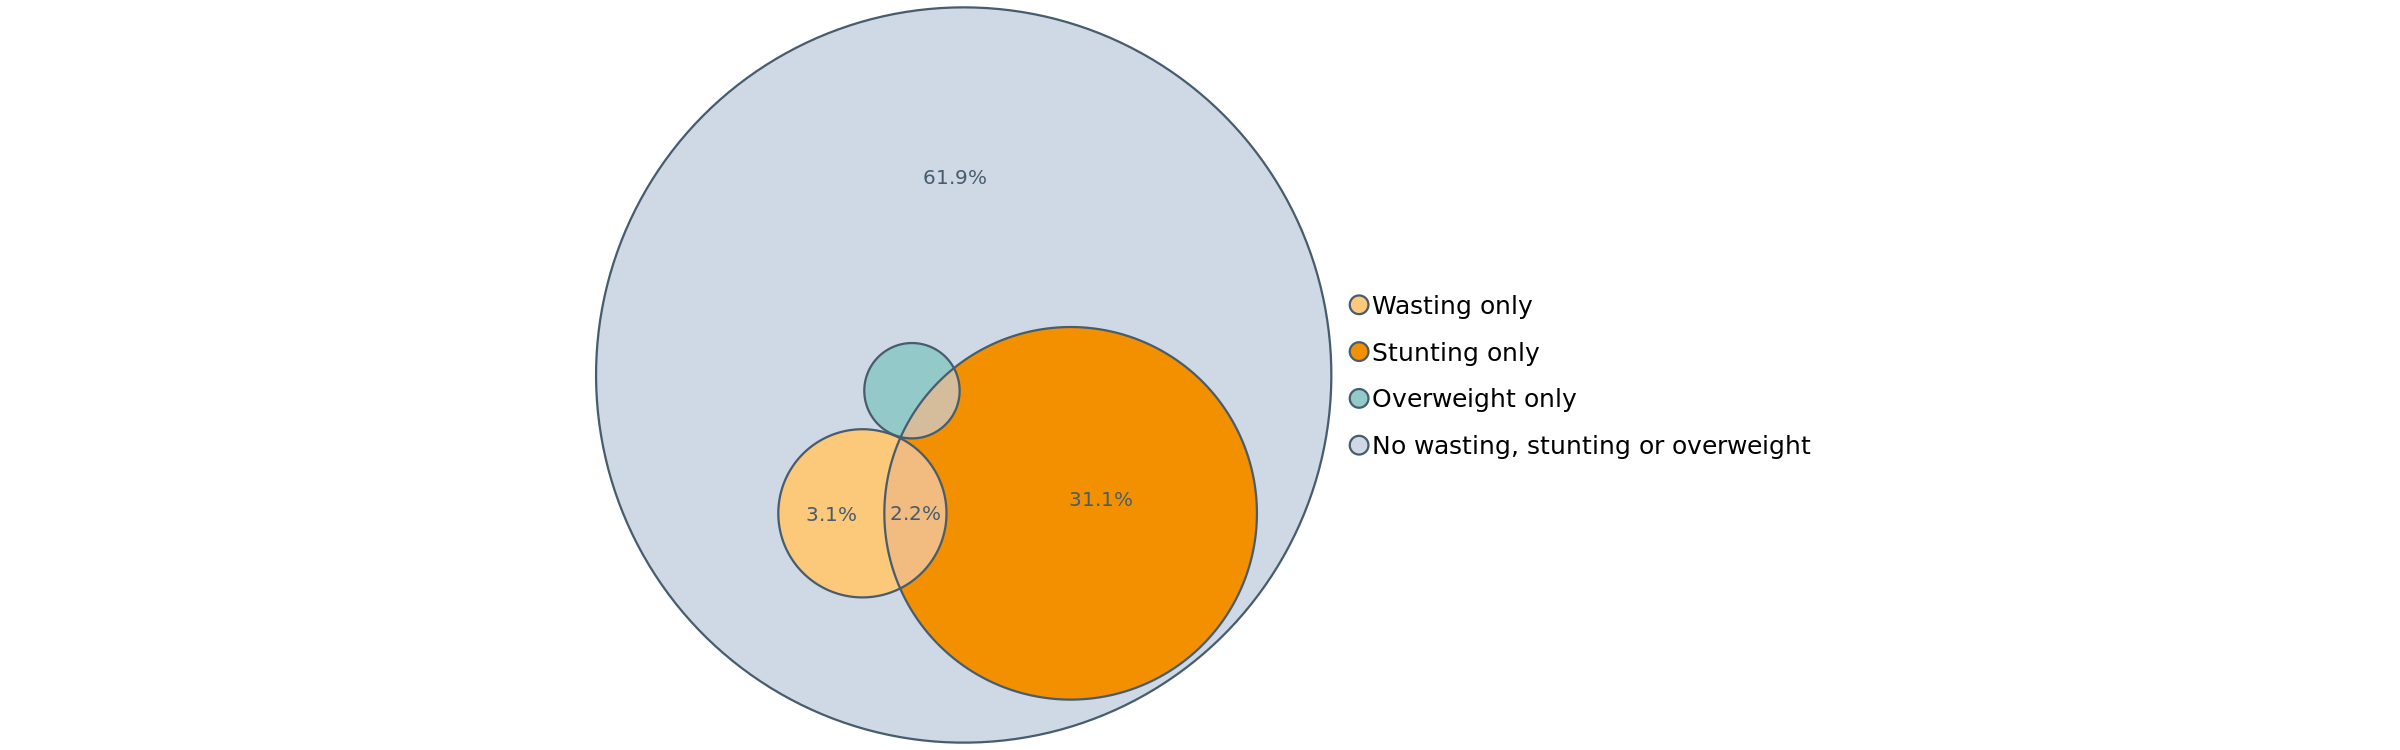 61.9%
3.1%
2.2%
31.1%
Wasting only
Stunting only
Overweight only
No wasting, stunting or overweight